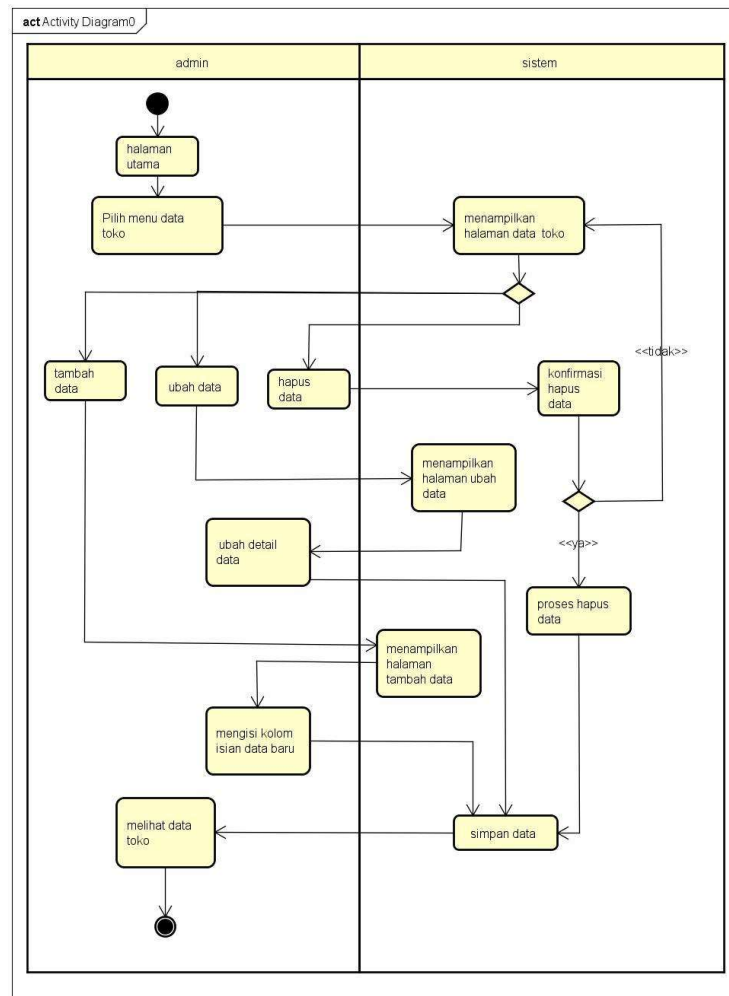 act Activity Diagram0
admin
sistem
halaman
utama
Pilih menu data
toko
menampilkan
halaman data toko
<<tidak>>
tambah
data
ubah data
hapus
data
konfirmasi
hapus
data
menampilkan
halaman ubah
data
<<ya>>
ubah detail
data
proses hapus
data
menampilkan
halaman
tambah data
mengisi kolom
isian data baru
melihat data
toko
simpan data